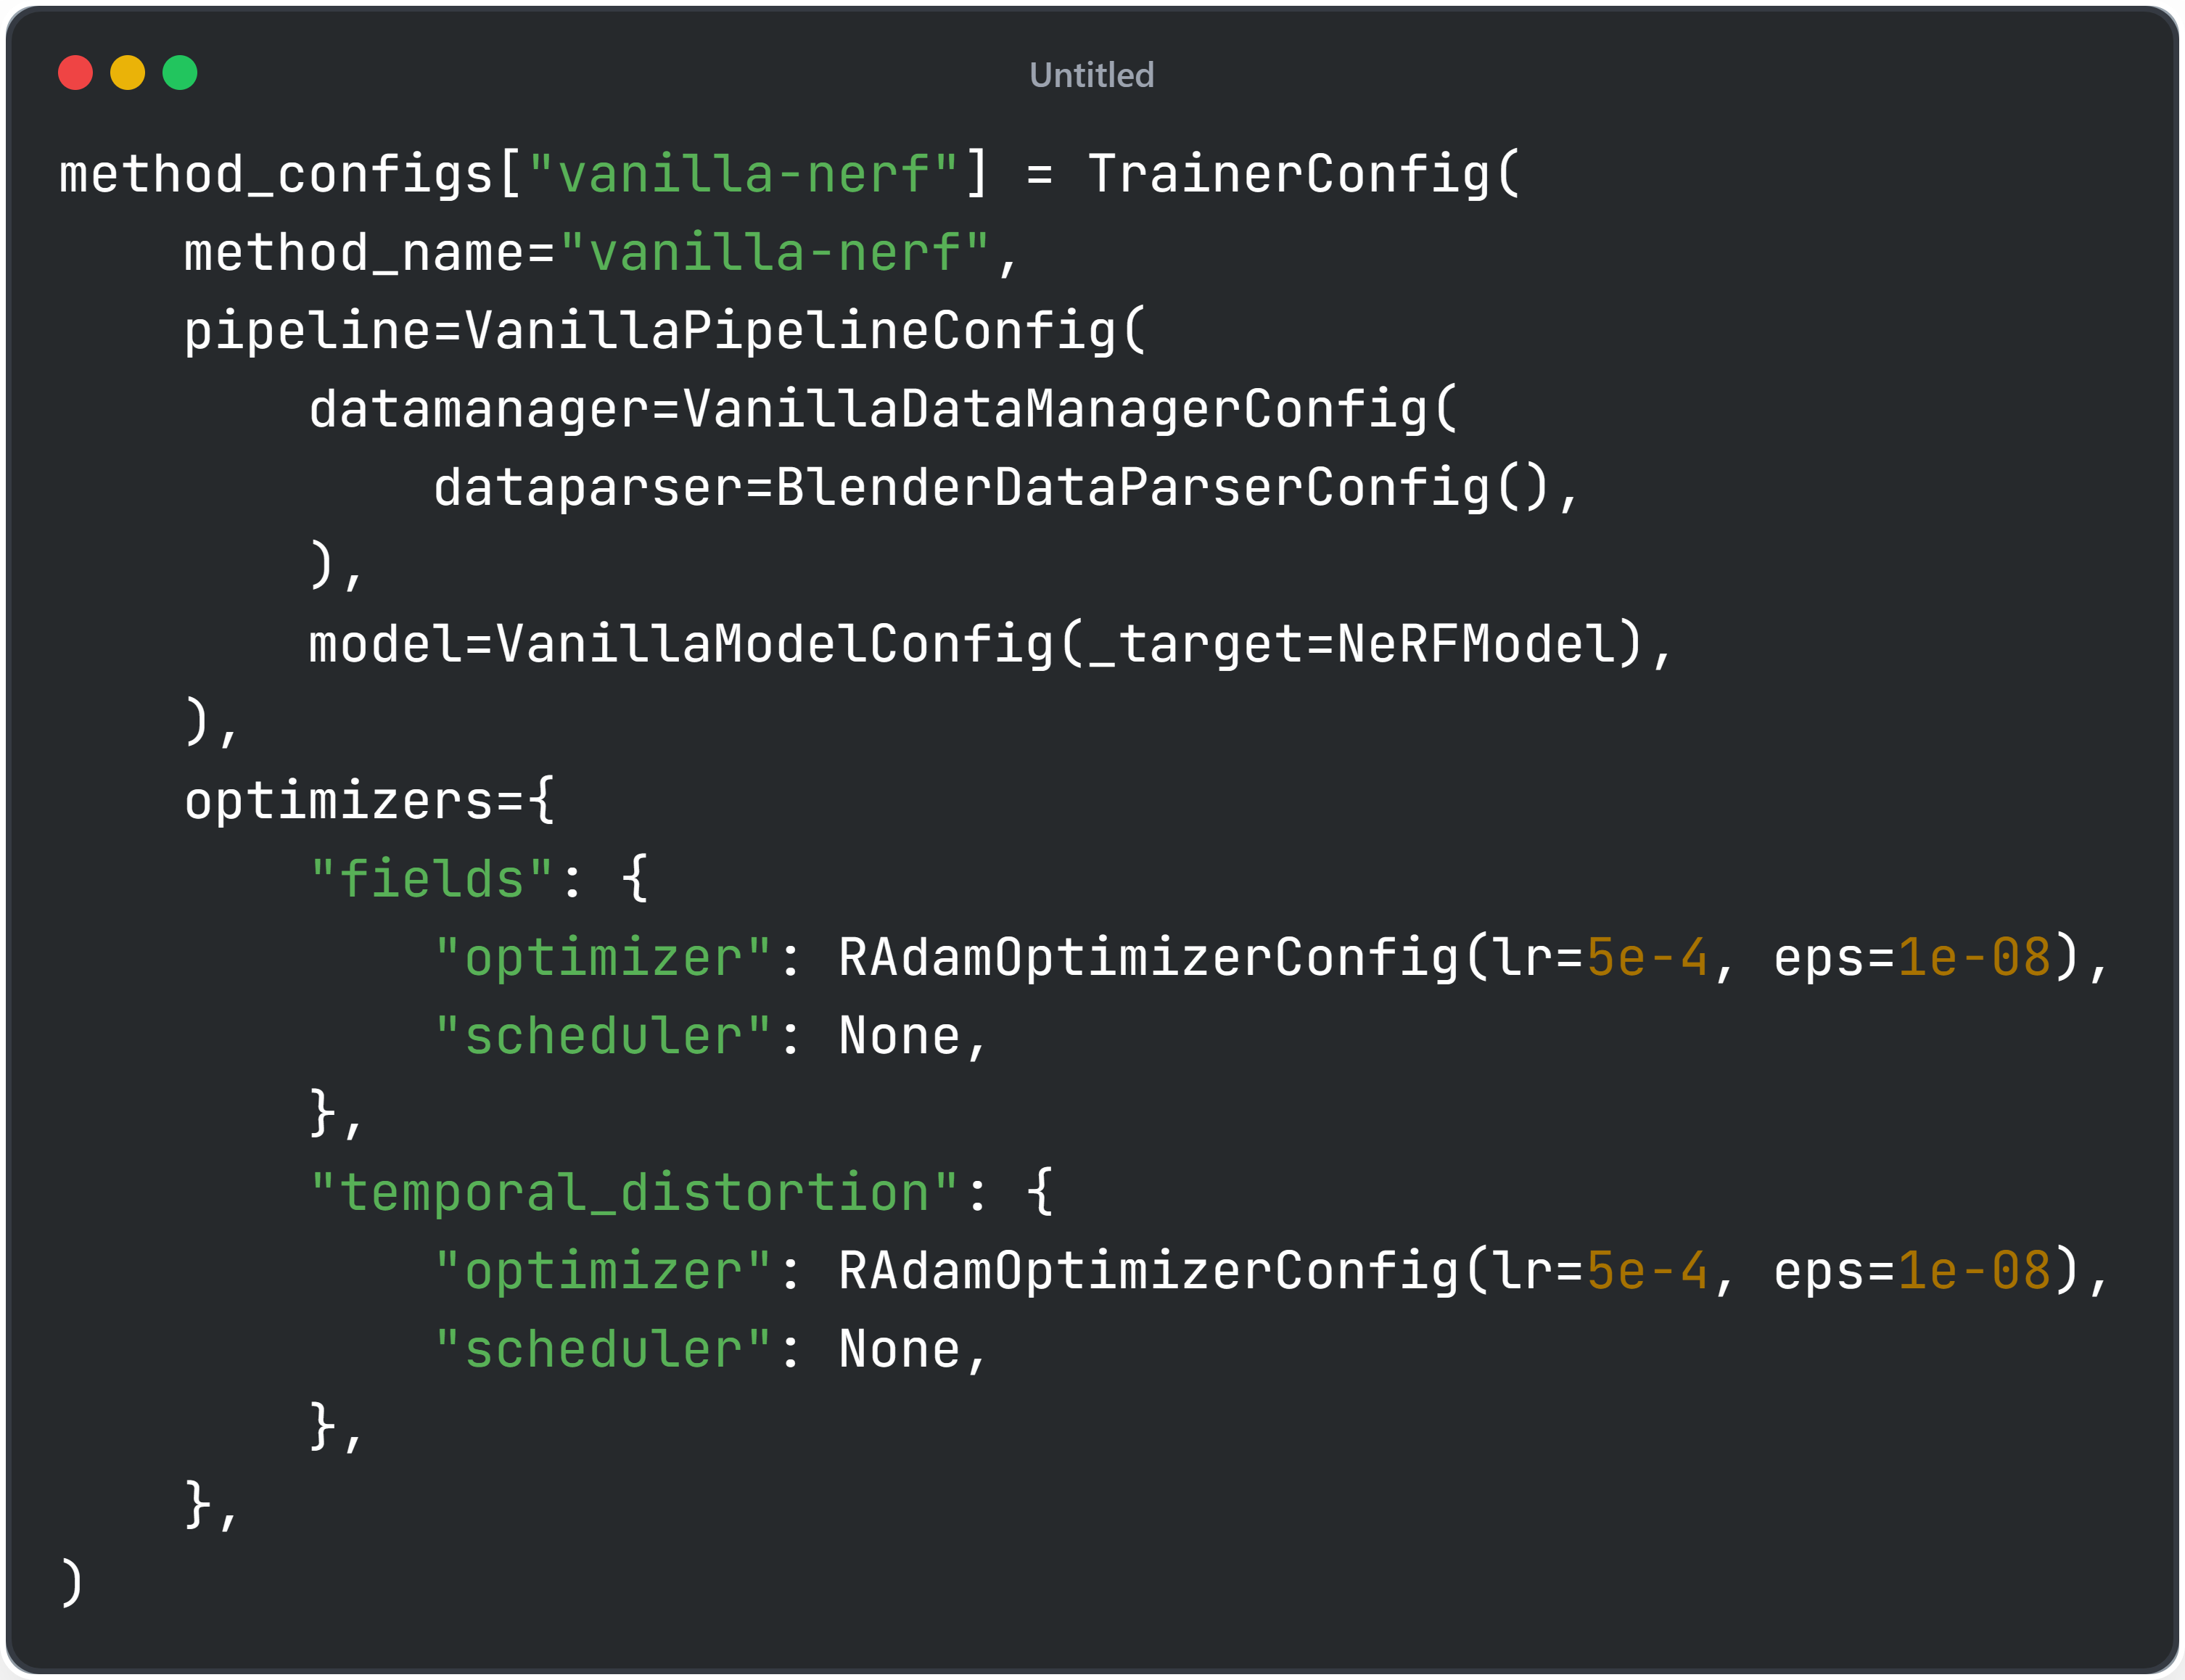 Untitled
method_configs["vanilla-nerf"] = TrainerConfig(
    method_name="vanilla-nerf",
    pipeline=VanillaPipelineConfig(
        datamanager=VanillaDataManagerConfig(
            dataparser=BlenderDataParserConfig(),
        ),
        model=VanillaModelConfig(_target=NeRFModel),
    ),
    optimizers={
        "fields": {
            "optimizer": RAdamOptimizerConfig(lr=5e-4, eps=1e-08),
            "scheduler": None,
        },
        "temporal_distortion": {
            "optimizer": RAdamOptimizerConfig(lr=5e-4, eps=1e-08),
            "scheduler": None,
        },
    },
)